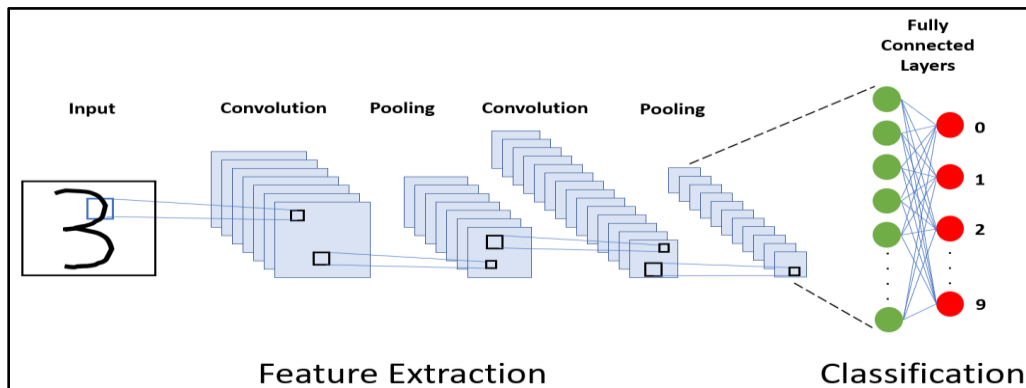 Fully
Connected
Layers
Input
Convolution
Pooling
Convolution
Pooling
3
0
1
2
9
Feature Extraction
Classification